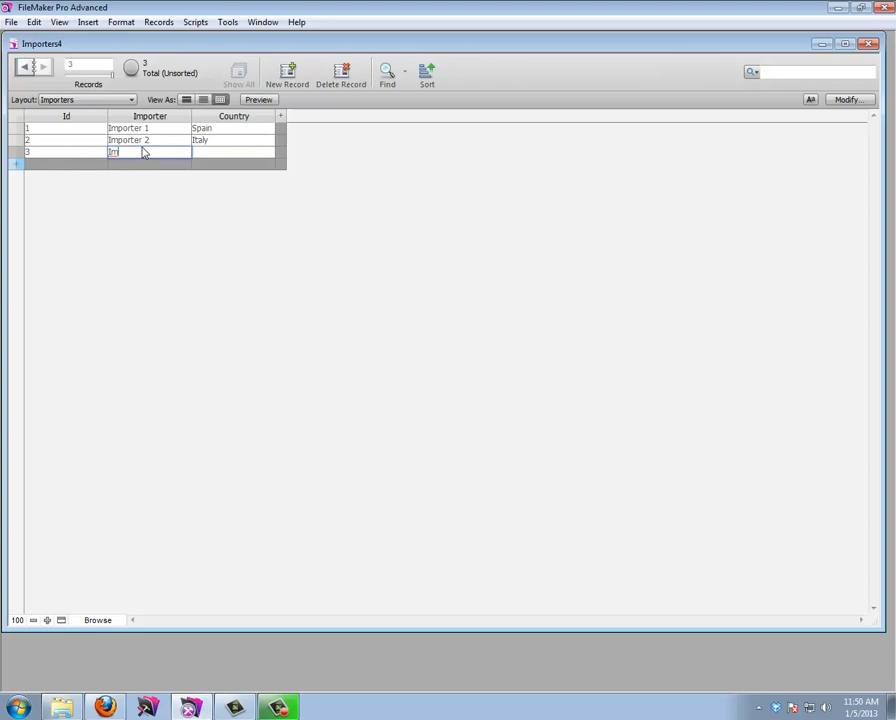 FileMaker Pro Advanced
File Edit View Insert Format Records Scripts Tools Window Help
Importers4
3
3
Total (Unsorted)
Records
Show All
New Record
Delete Record
Find
Sort
Layout: Importers
View As:
Preview
Aa
Modify...
Id Importer Country +
1 Importer 1 Spain
2 Importer 2 Italy
3 Im
+
100
Browse
11:50 AM
1/5/2013